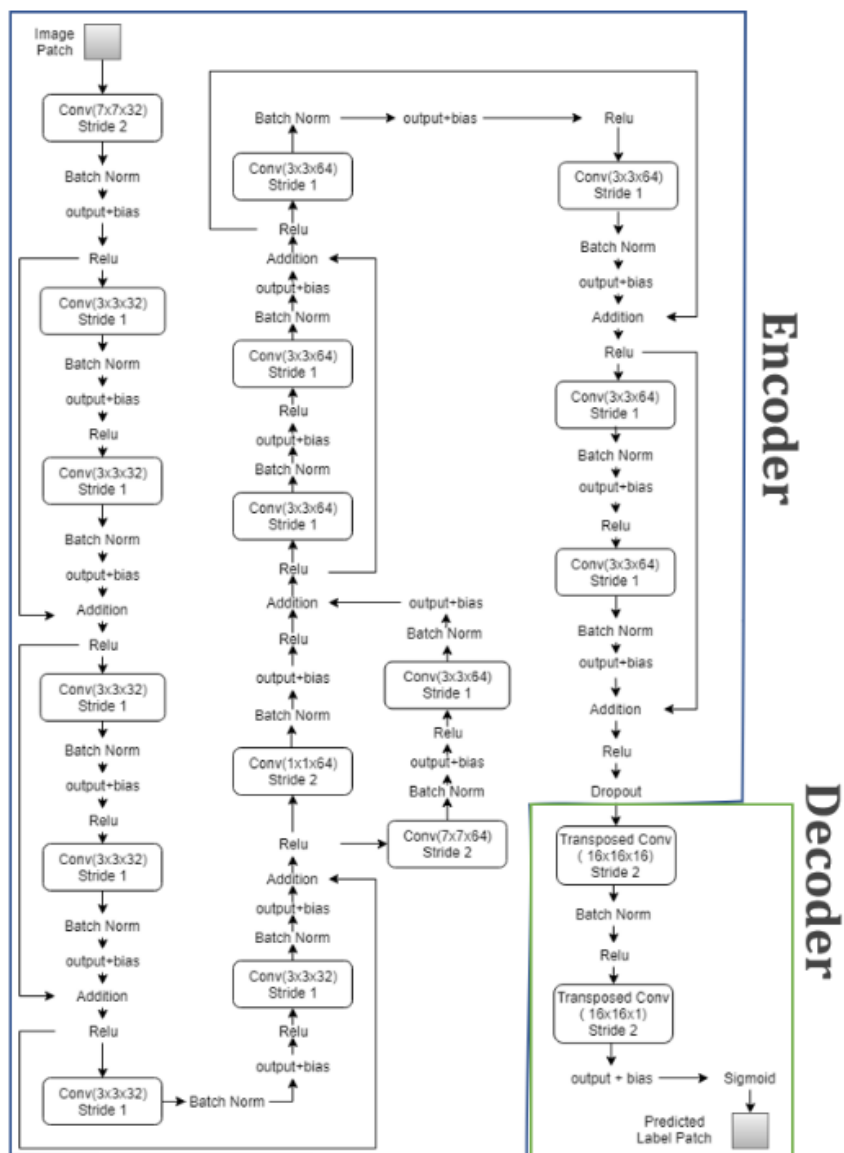 Image
Patch
Conv(7x7x32)
Stride 2
Batch Norm
output+bias
Relu
Conv(3x3x32)
Stride 1
Batch Norm
output+bias
Relu
Conv(3x3x32)
Stride 1
Batch Norm
output+bias
Addition
Relu
Conv(3x3x32)
Stride 1
Batch Norm
output+bias
Relu
Conv(3x3x32)
Stride 1
Batch Norm
output+bias
Addition
Relu
Conv(3x3x32)
Stride 1
Batch Norm
output+bias
Relu
Conv(3x3x32)
Stride 1
Batch Norm
output+bias
Addition
Relu
Conv(1x1x64)
Stride 2
Batch Norm
output+bias
Relu
Conv(7x7x64)
Stride 2
Batch Norm
output+bias
Relu
Conv(3x3x64)
Stride 1
Batch Norm
output+bias
Addition
Relu
Conv(3x3x64)
Stride 1
Batch Norm
output+bias
Relu
Conv(3x3x64)
Stride 1
Batch Norm
output+bias
Addition
Relu
Conv(3x3x64)
Stride 1
Batch Norm
output+bias
Relu
Conv(3x3x64)
Stride 1
Batch Norm
output+bias
Addition
Relu
Conv(3x3x64)
Stride 1
Batch Norm
output+bias
Relu
Conv(3x3x64)
Stride 1
Batch Norm
output+bias
Addition
Relu
Dropout
Encoder
Transposed Conv
( 16x16x16)
Stride 2
Batch Norm
Relu
Transposed Conv
( 16x16x1)
Stride 2
output + bias
Sigmoid
Predicted
Label Patch
Decoder